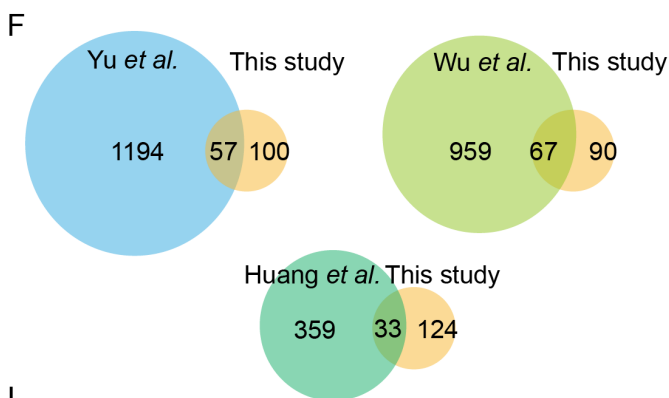 F
Yu et al. This study
1194 57 100
Wu et al. This study
959 67 90
Huang et al. This study
359 33 124